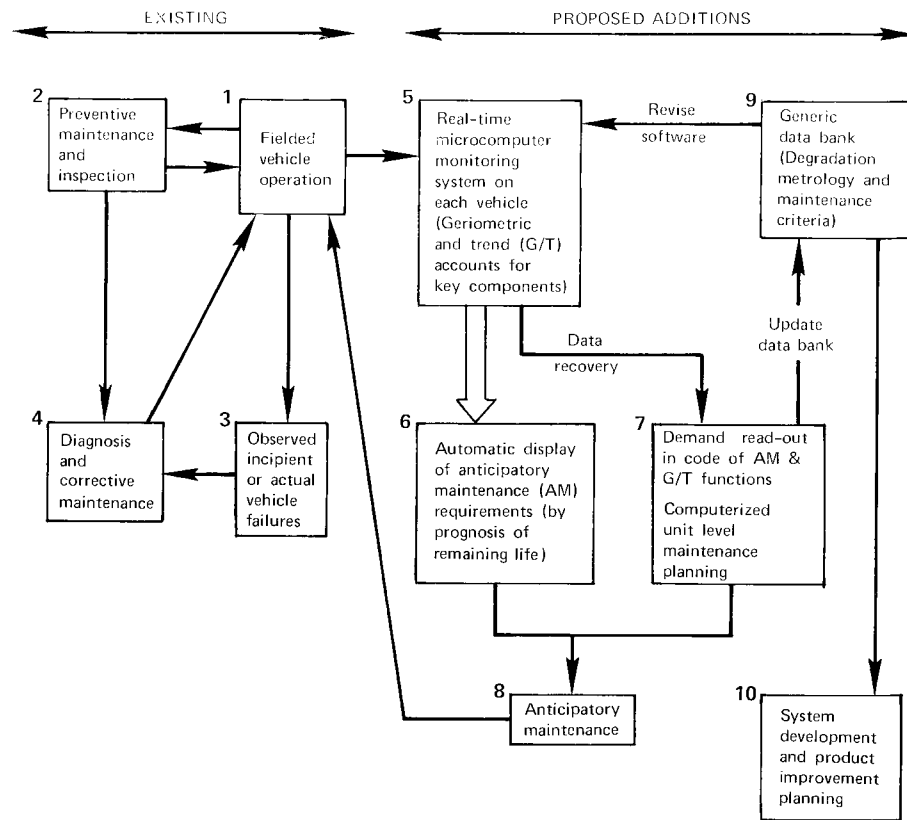 EXISTING
PROPOSED ADDITIONS
2
Preventive
maintenance
and
inspection
1
Fielded
vehicle
operation
5
Real-time
microcomputer
monitoring
system on
each vehicle
(Geriometric
and trend (G/T)
accounts for
key components)
Revise
software
9
Generic
data bank
(Degradation
metrology and
maintenance
criteria)
Data
recovery
Update
data bank
4
Diagnosis
and
corrective
maintenance
3
Observed
incipient
or actual
vehicle
failures
6
Automatic display
of anticipatory
maintenance (AM)
requirements (by
prognosis of
remaining life)
7
Demand read-out
in code of AM &
G/T functions
Computerized
unit level
maintenance
planning
8
Anticipatory
maintenance
10
System
development
and product
improvement
planning